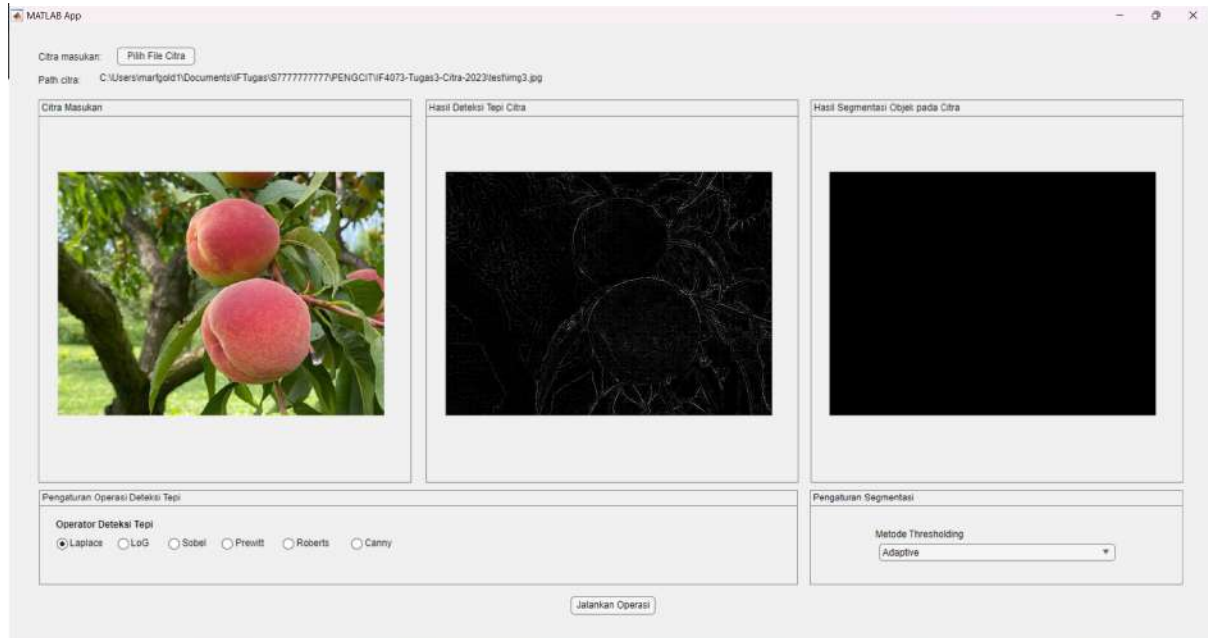 MATLAB App
Citra masukan: Pilih File Citra
Path citra: C:\Users\marfgold1\Documents\IFTugas\S7777777777\PENGCIT\IF4073-Tugas3-Citra-2023\test\img3.jpg
Citra Masukan
Hasil Deteksi Tepi Citra
Hasil Segmentasi Objek pada Citra
Pengaturan Operasi Deteksi Tepi
Pengaturan Segmentasi
Operator Deteksi Tepi
Laplace LoG Sobel Prewitt Roberts Canny
Metode Thresholding
Adaptive
Jalankan Operasi